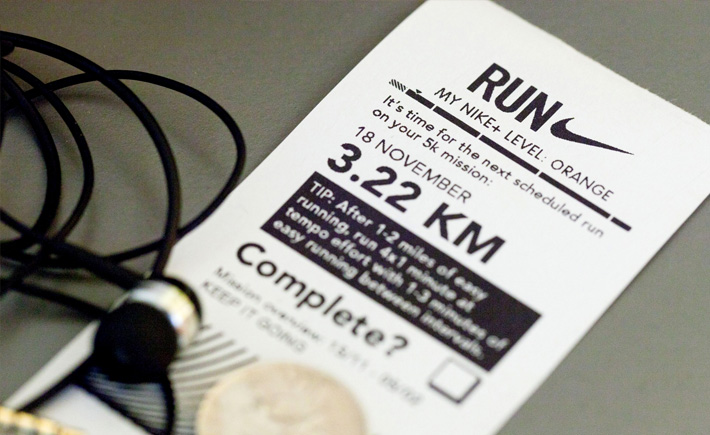 RUN
MY NIKE+ LEVEL: ORANGE
It's time for the next scheduled run
on your 5k mission:
18 NOVEMBER
3.22 KM
TIP: After 1-2 miles of easy
running, run 4x1 minute at
tempo effort with 1-3 minutes of
easy running between intervals.
Complete?
Mission overview: 13/11 -
KEEP IT GOING